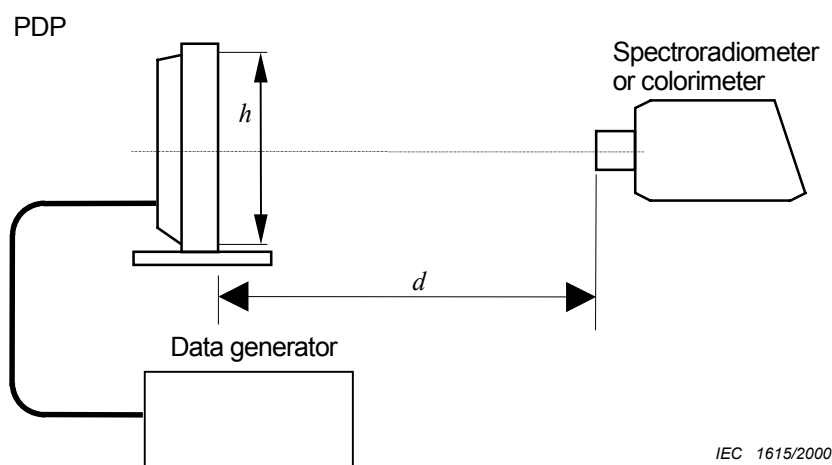 PDP
Spectroradiometer
or colorimeter
h
d
Data generator
IEC 1615/2000